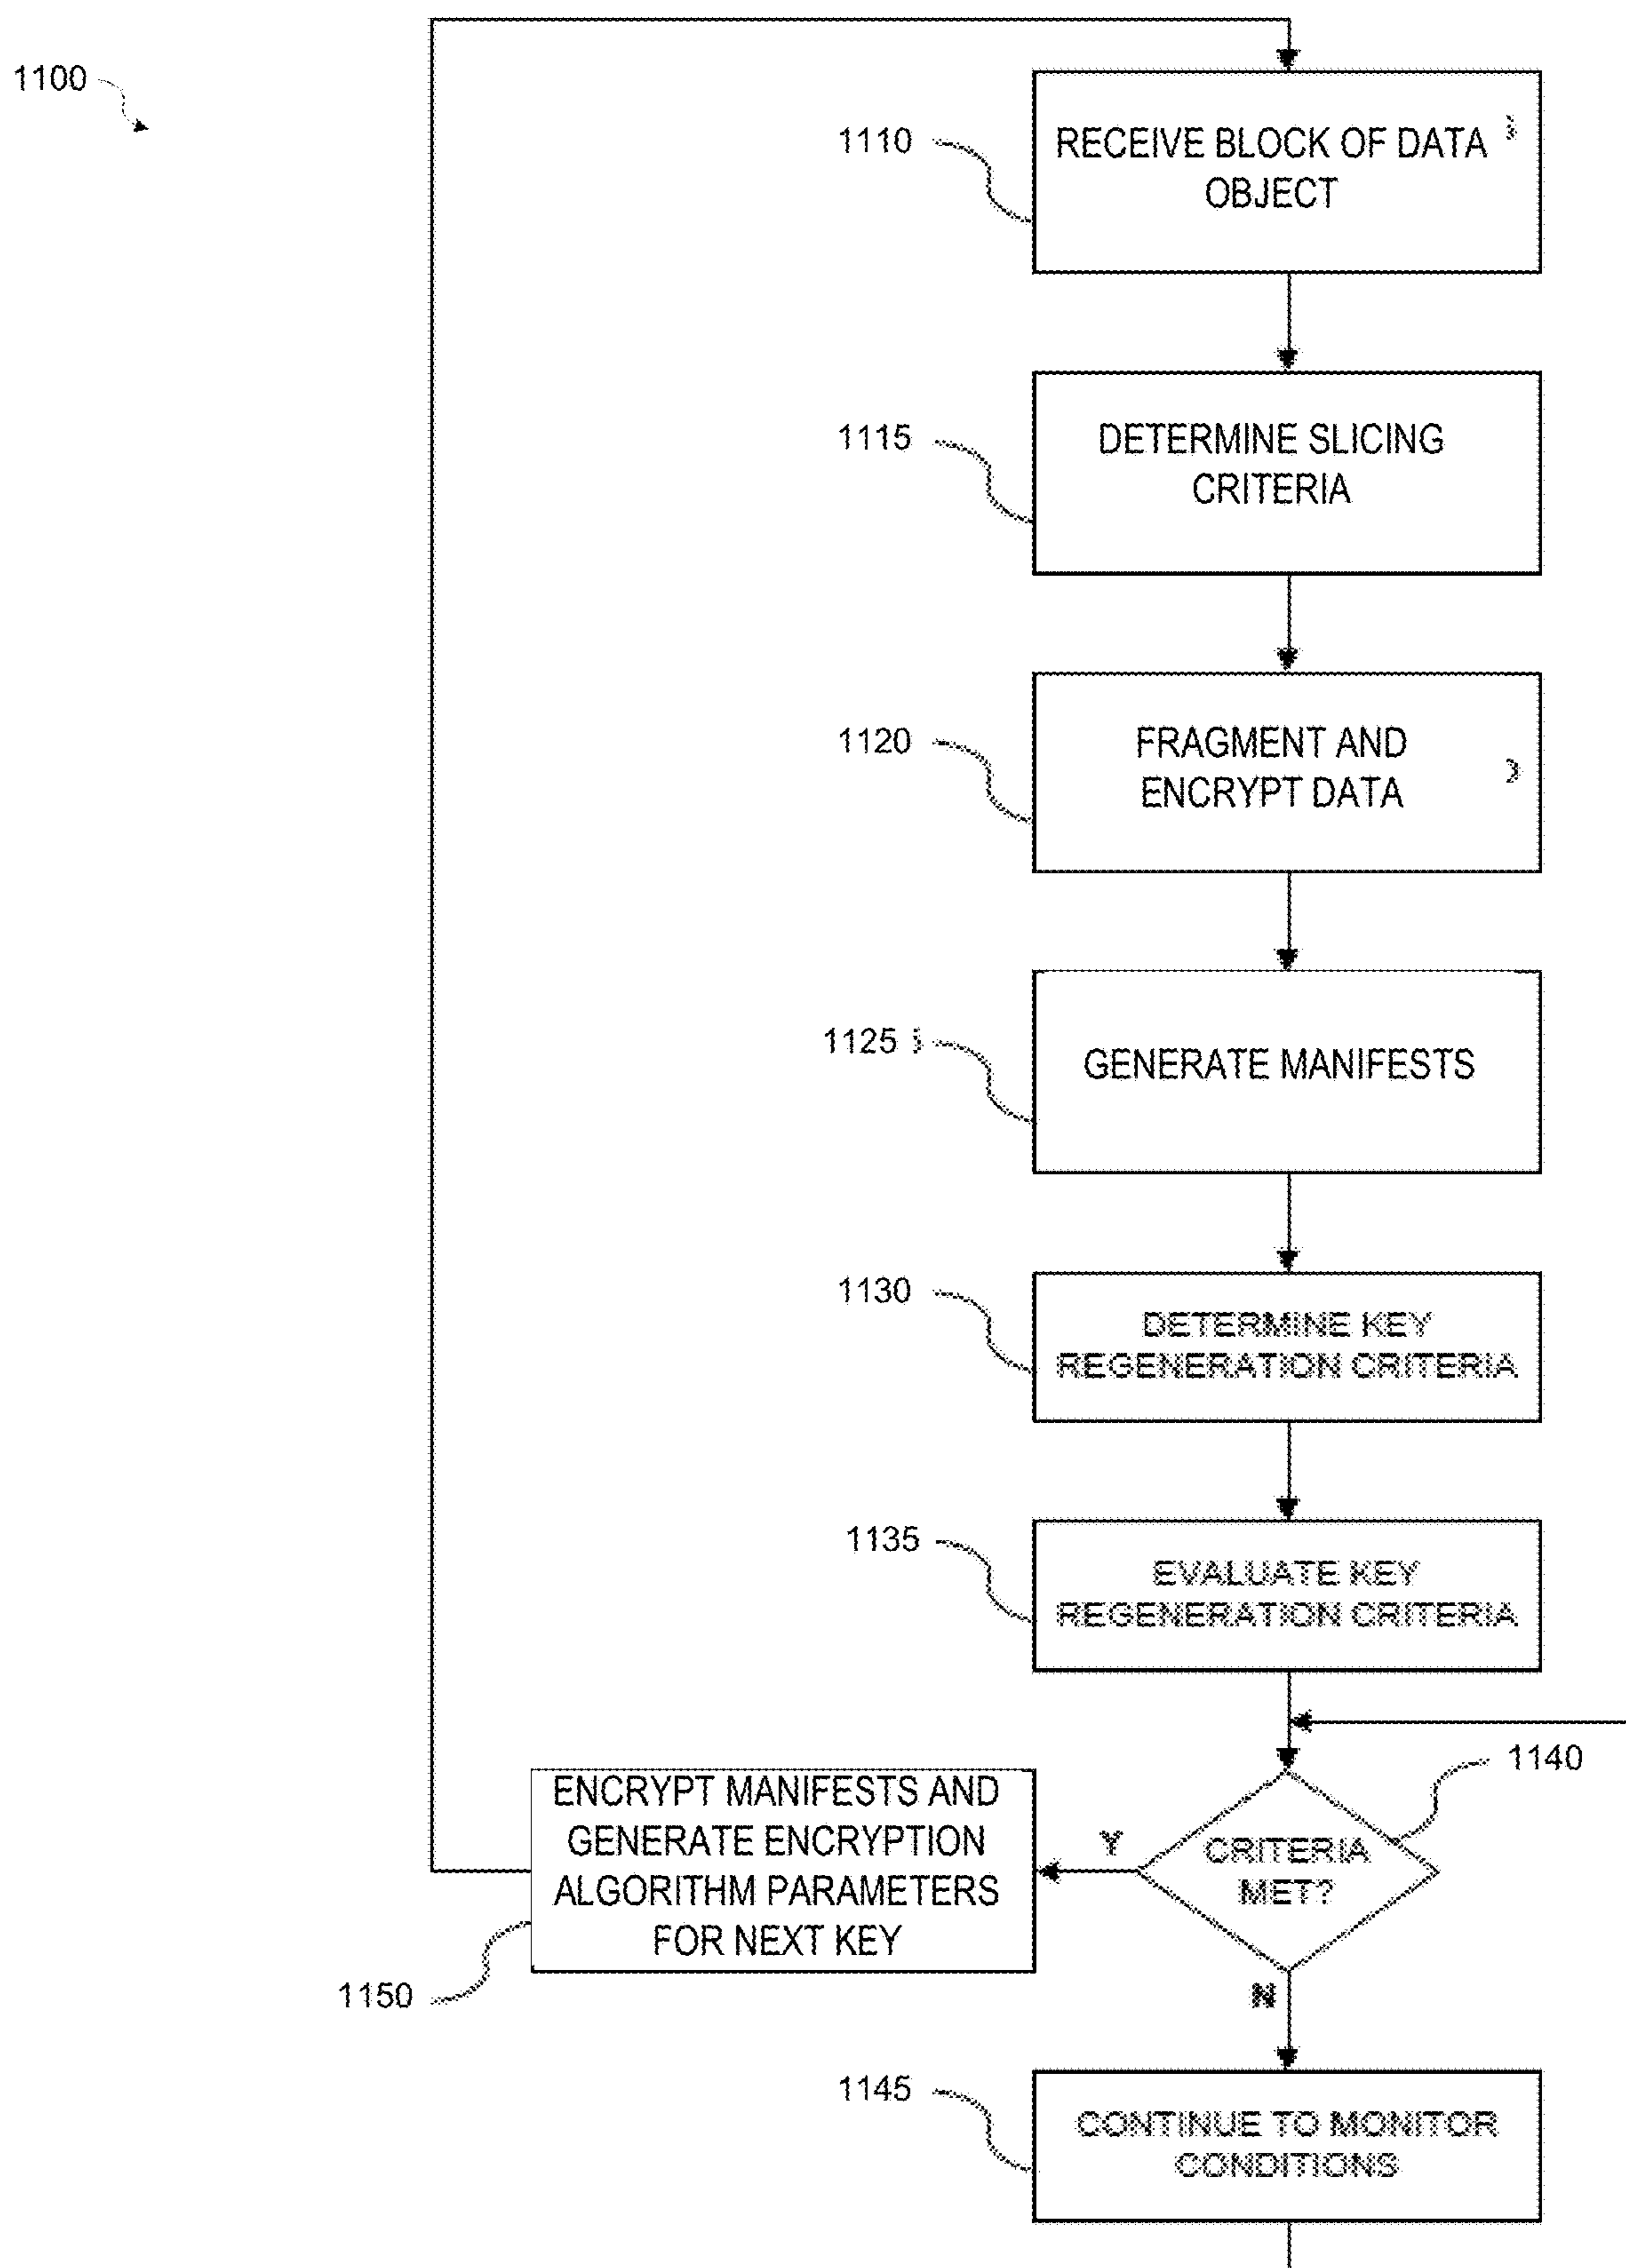 1100
1110
RECEIVE BLOCK OF DATA
OBJECT
1115
DETERMINE SLICING
CRITERIA
1120
FRAGMENT AND
ENCRYPT DATA
1125
GENERATE MANIFESTS
1130
DETERMINE KEY
REGENERATION CRITERIA
1135
EVALUATE KEY
REGENERATION CRITERIA
1140
CRITERIA
MET?
Y
ENCRYPT MANIFESTS AND
GENERATE ENCRYPTION
ALGORITHM PARAMETERS
FOR NEXT KEY
1150
N
1145
CONTINUE TO MONITOR
CONDITIONS